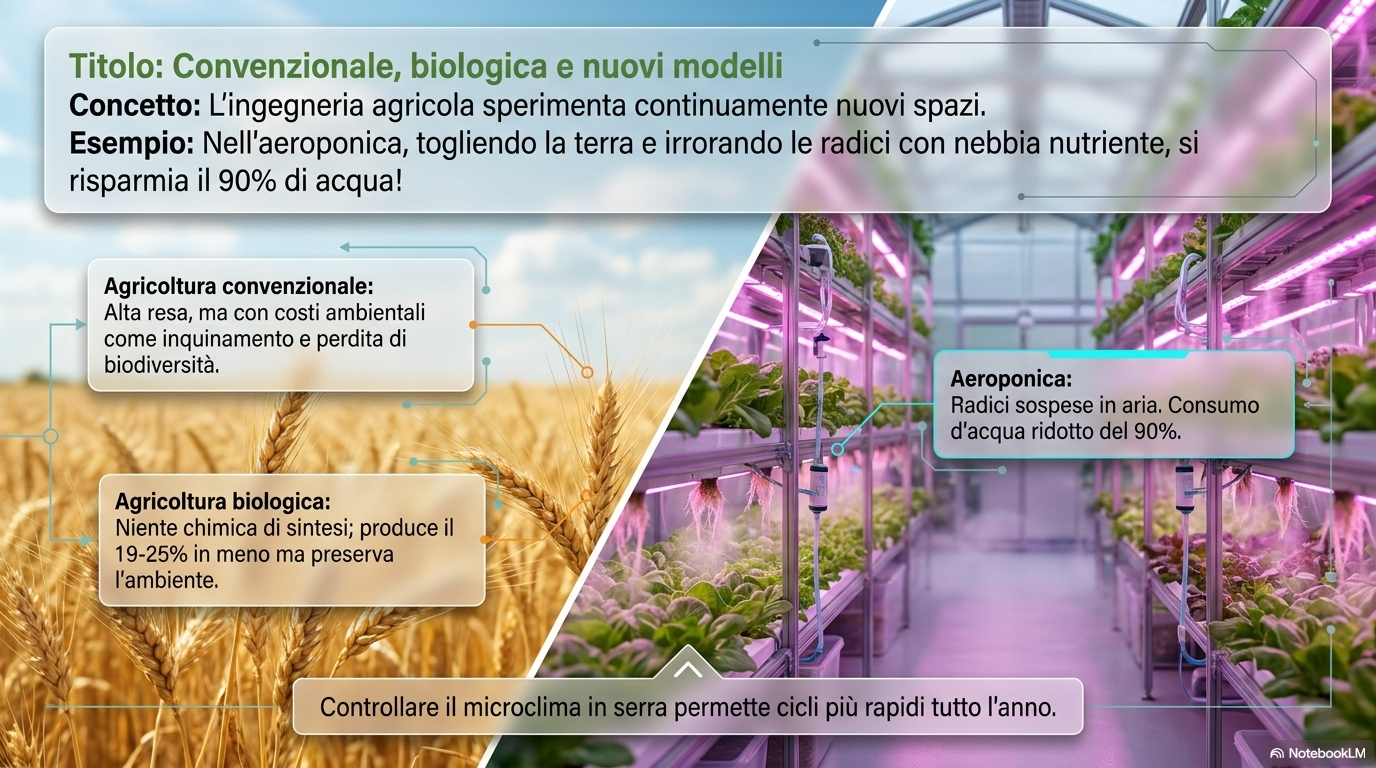 Titolo: Convenzionale, biologica e nuovi modelli
Concetto: L'ingegneria agricola sperimenta continuamente nuovi spazi.
Esempio: Nell'aeroponica, togliendo la terra e irrorando le radici con nebbia nutriente, si
risparmia il 90% di acqua!
Agricoltura convenzionale:
Alta resa, ma con costi ambientali
come inquinamento e perdita di
biodiversità.
Agricoltura biologica:
Niente chimica di sintesi; produce il
19-25% in meno ma preserva
l'ambiente.
Aeroponica:
Radici sospese in aria. Consumo
d'acqua ridotto del 90%.
Controllare il microclima in serra permette cicli più rapidi tutto l'anno.
NotebookLM